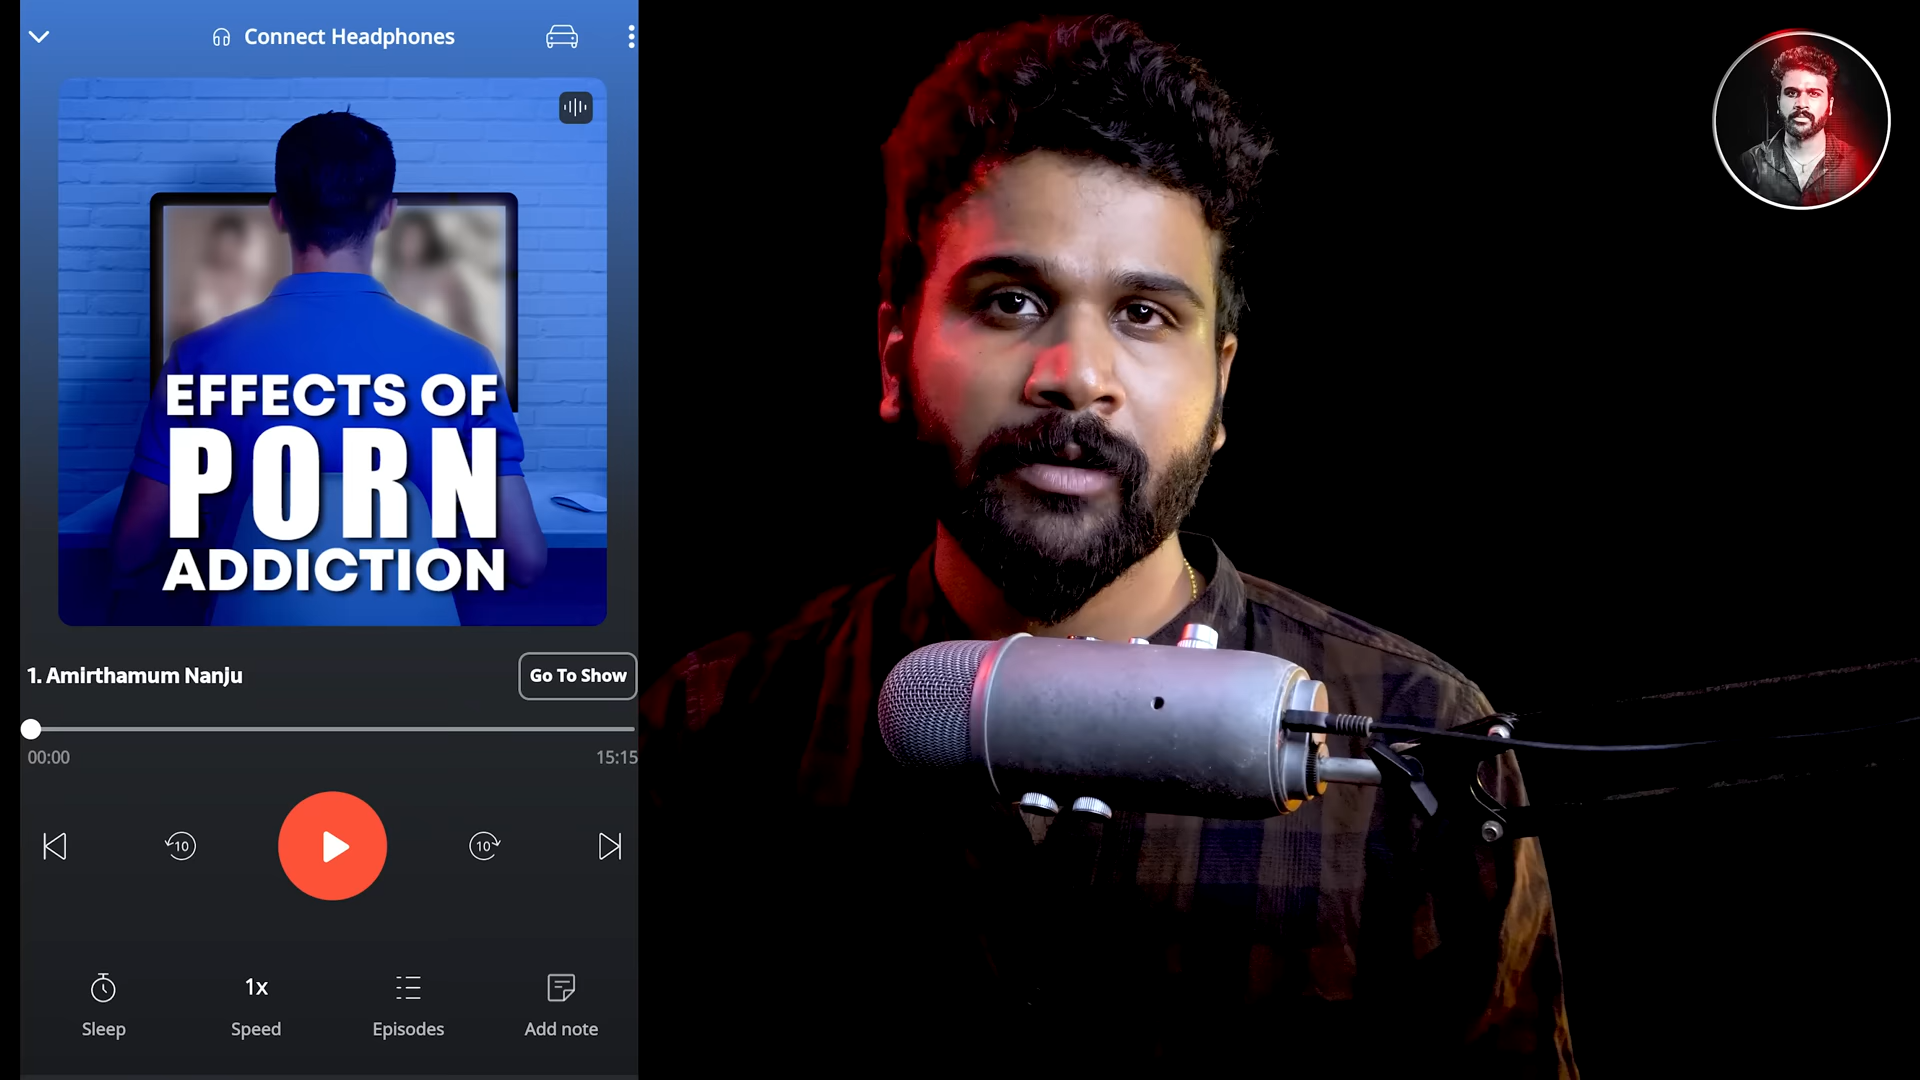 Connect Headphones
EFFECTS OF
PORN
ADDICTION
1. Amirthamum Nanju
Go To Show
00:00
15:15
10
10
Sleep
1x
Speed
Episodes
Add note